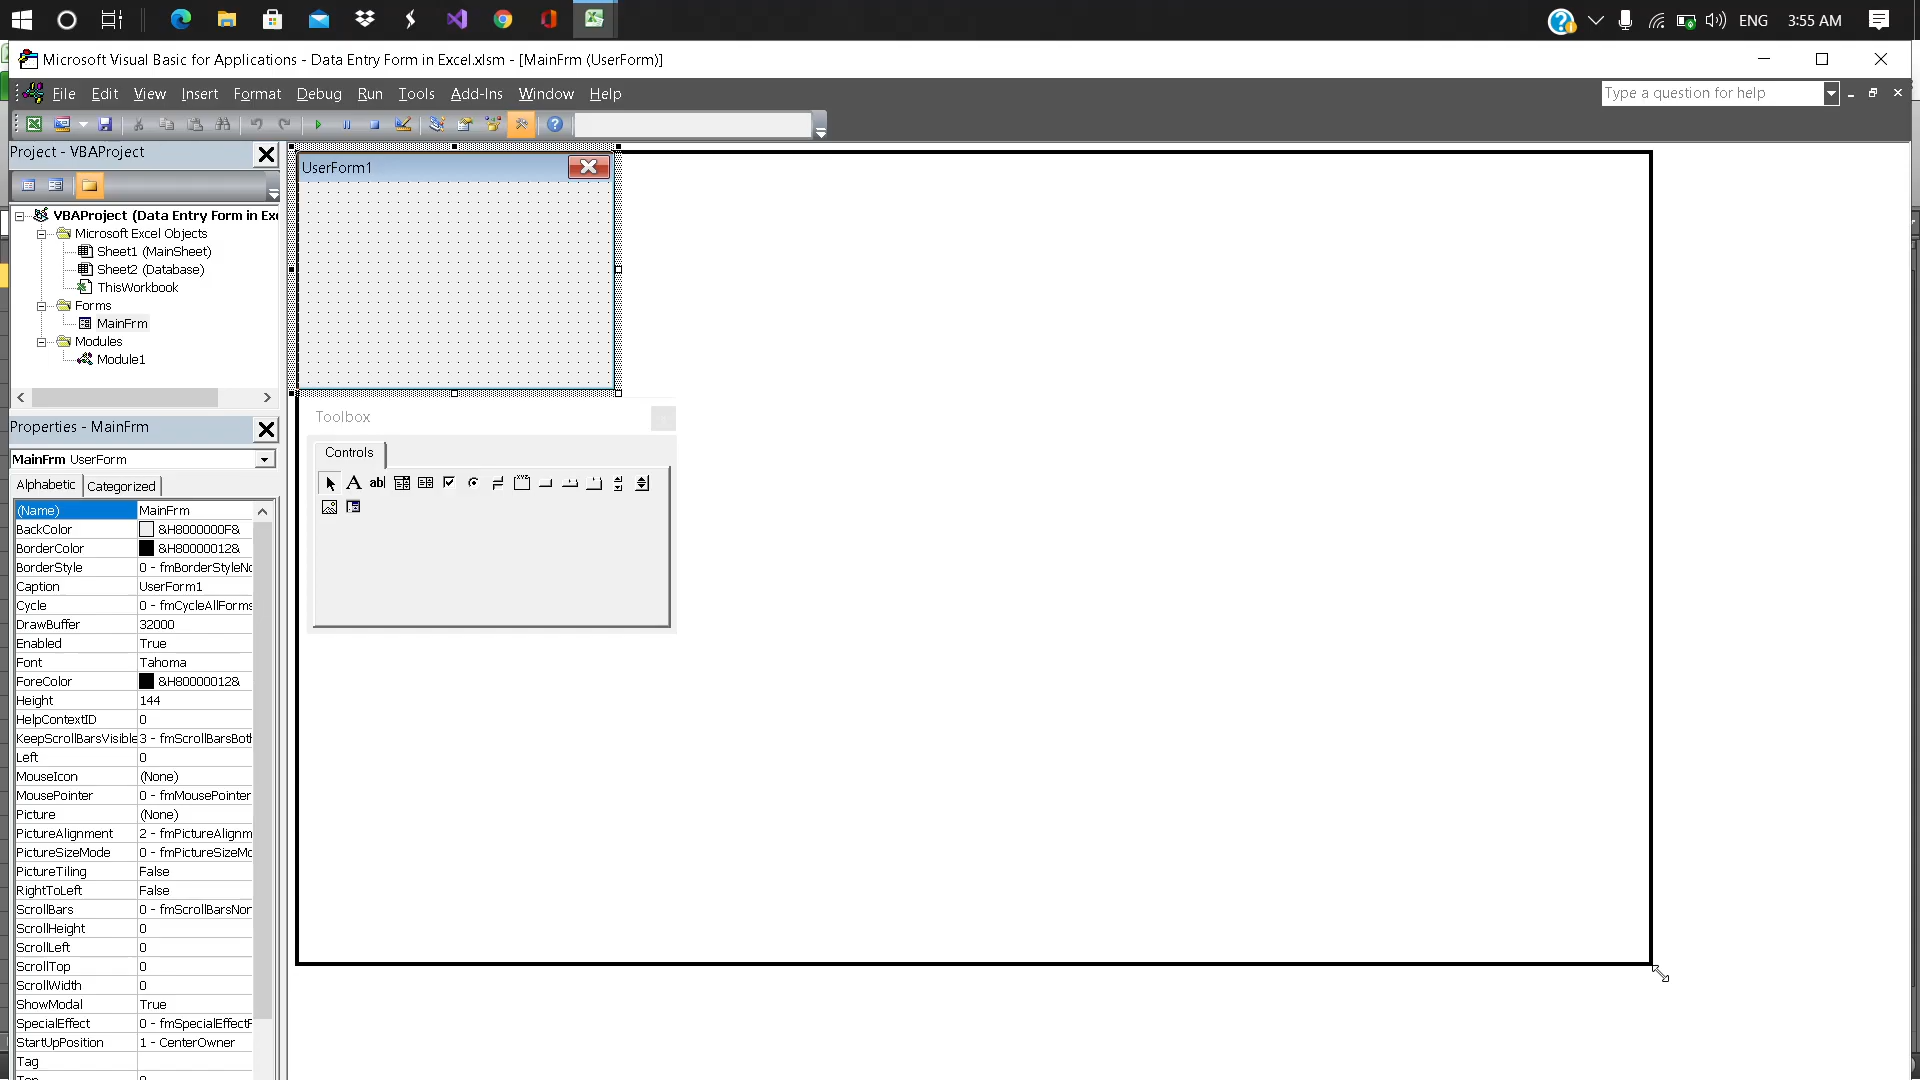 ENG
3:55 AM
Microsoft Visual Basic for Applications - Data Entry Form in Excel.xlsm - [MainFrm (UserForm)]
File Edit View Insert Format Debug Run Tools Add-Ins Window Help
Type a question for help
Project - VBAProject
VBAProject (Data Entry Form in Exc
Microsoft Excel Objects
Sheet1 (MainSheet)
Sheet2 (Database)
ThisWorkbook
Forms
MainFrm
Modules
Module1
UserForm1
Toolbox
Controls
A abl
XYZ
Properties - MainFrm
MainFrm UserForm
Alphabetic Categorized
(Name) MainFrm
BackColor &H8000000F&
BorderColor &H80000012&
BorderStyle 0 - fmBorderStyleNo
Caption UserForm1
Cycle 0 - fmCycleAllForms
DrawBuffer 32000
Enabled True
Font Tahoma
ForeColor &H80000012&
Height 144
HelpContextID 0
KeepScrollBarsVisible 3 - fmScrollBarsBoth
Left 0
MouseIcon (None)
MousePointer 0 - fmMousePointer
Picture (None)
PictureAlignment 2 - fmPictureAlignm
PictureSizeMode 0 - fmPictureSizeMo
PictureTiling False
RightToLeft False
ScrollBars 0 - fmScrollBarsNor
ScrollHeight 0
ScrollLeft 0
ScrollTop 0
ScrollWidth 0
ShowModal True
SpecialEffect 0 - fmSpecialEffectF
StartUpPosition 1 - CenterOwner
Tag